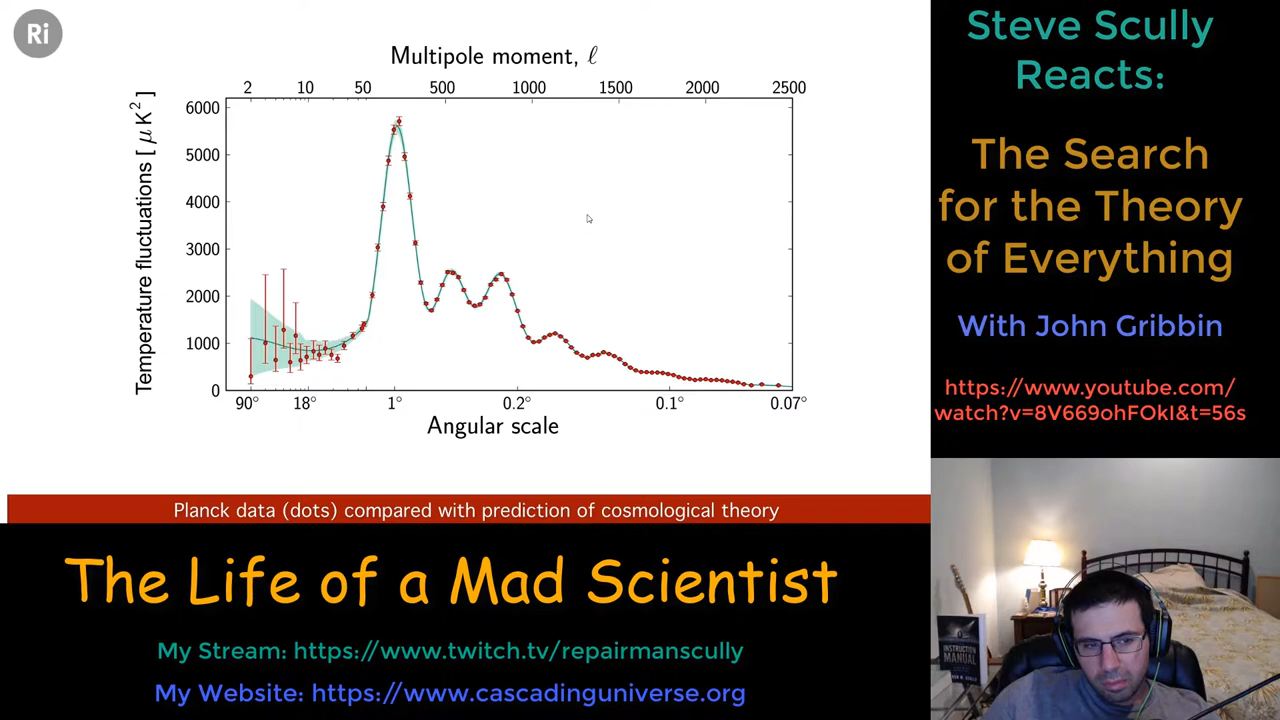 Ri
Multipole moment, ℓ
2 10 50 500 1000 1500 2000 2500
Temperature fluctuations [ μ K² ]
6000
5000
4000
3000
2000
1000
0
90° 18° 1° 0.2° 0.1° 0.07°
Angular scale
Planck data (dots) compared with prediction of cosmological theory
Steve Scully
Reacts:
The Search
for the Theory
of Everything
With John Gribbin
https://www.youtube.com/
watch?v=8V669ohFOkI&t=56s
The Life of a Mad Scientist
My Stream: https://www.twitch.tv/repairmanscully
My Website: https://www.cascadinguniverse.org
INSTRUCTION
MANUAL